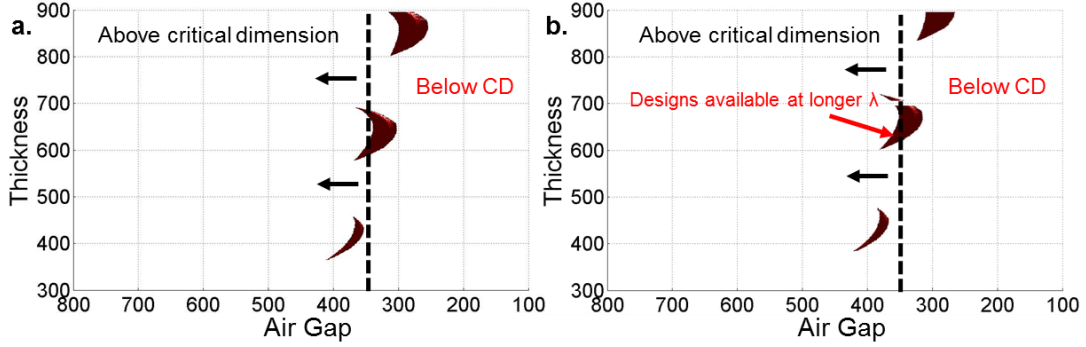 a.
Above critical dimension
Below CD
Thickness
900
800
700
600
500
400
300
800 700 600 500 400 300 200 100
Air Gap
b.
Above critical dimension
Below CD
Designs available at longer λ
Thickness
900
800
700
600
500
400
300
800 700 600 500 400 300 200 100
Air Gap